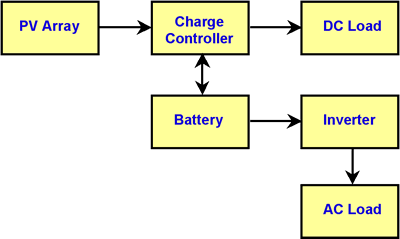 PV Array
Charge
Controller
DC Load
Battery
Inverter
AC Load